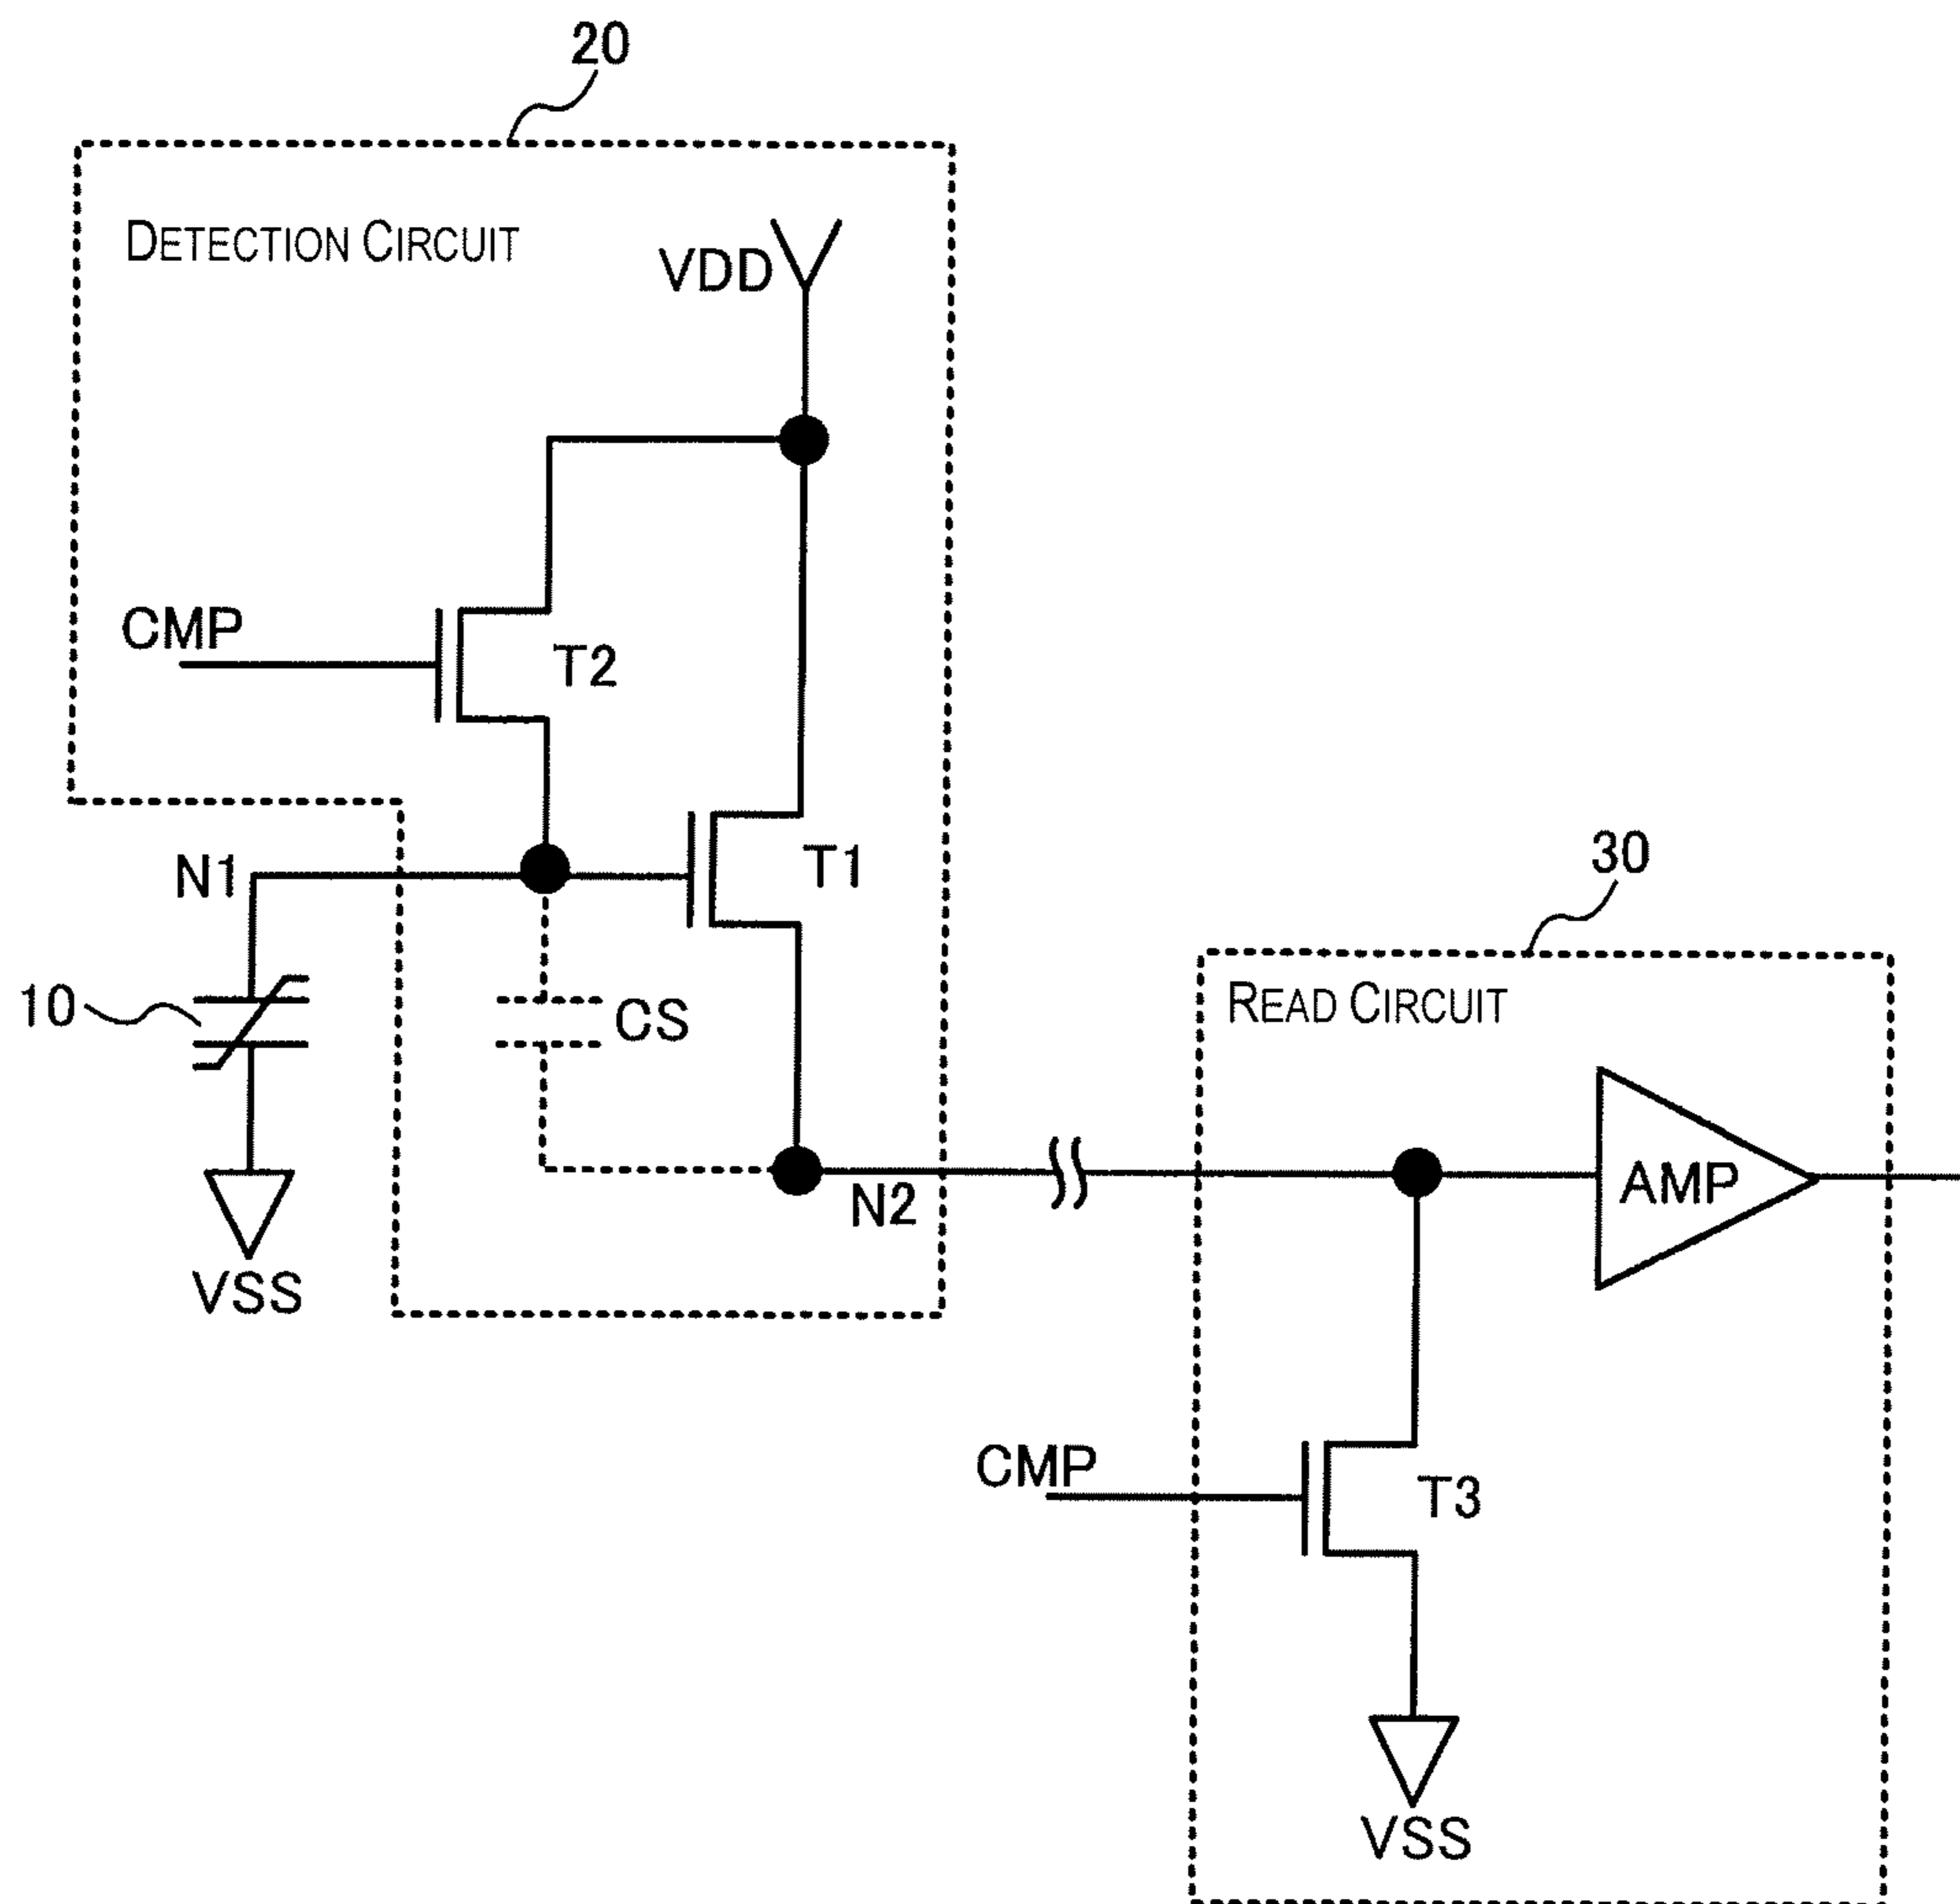 20
DETECTION CIRCUIT
VDD
CMP
T2
N1
T1
30
10
CS
READ CIRCUIT
AMP
N2
VSS
CMP
T3
VSS